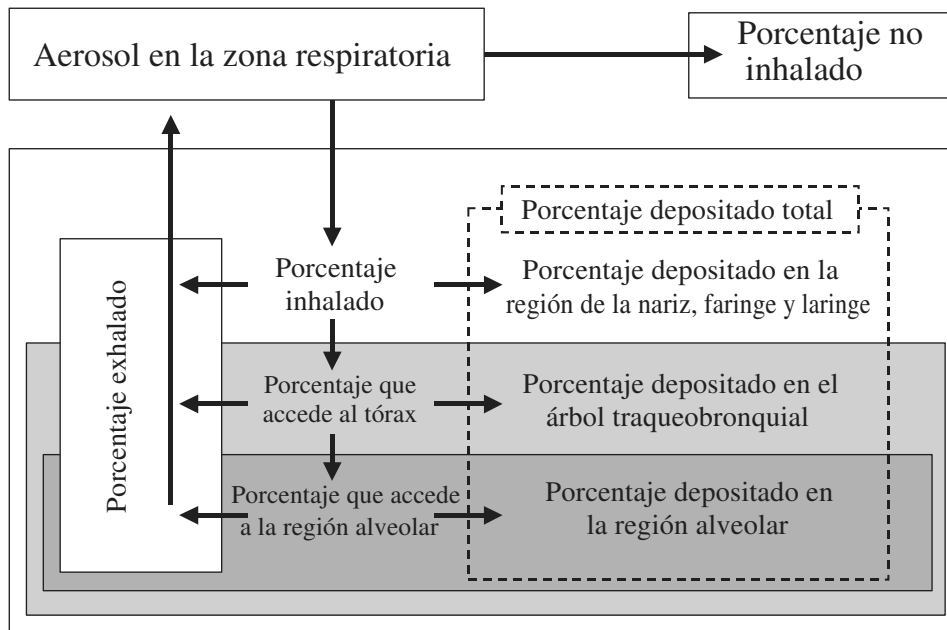 Aerosol en la zona respiratoria
Porcentaje no
inhalado
Porcentaje depositado total
Porcentaje exhalado
Porcentaje
inhalado
Porcentaje depositado en la
región de la nariz, faringe y laringe
Porcentaje que
accede al tórax
Porcentaje depositado en el
árbol traqueobronquial
Porcentaje que accede
a la región alveolar
Porcentaje depositado en
la región alveolar